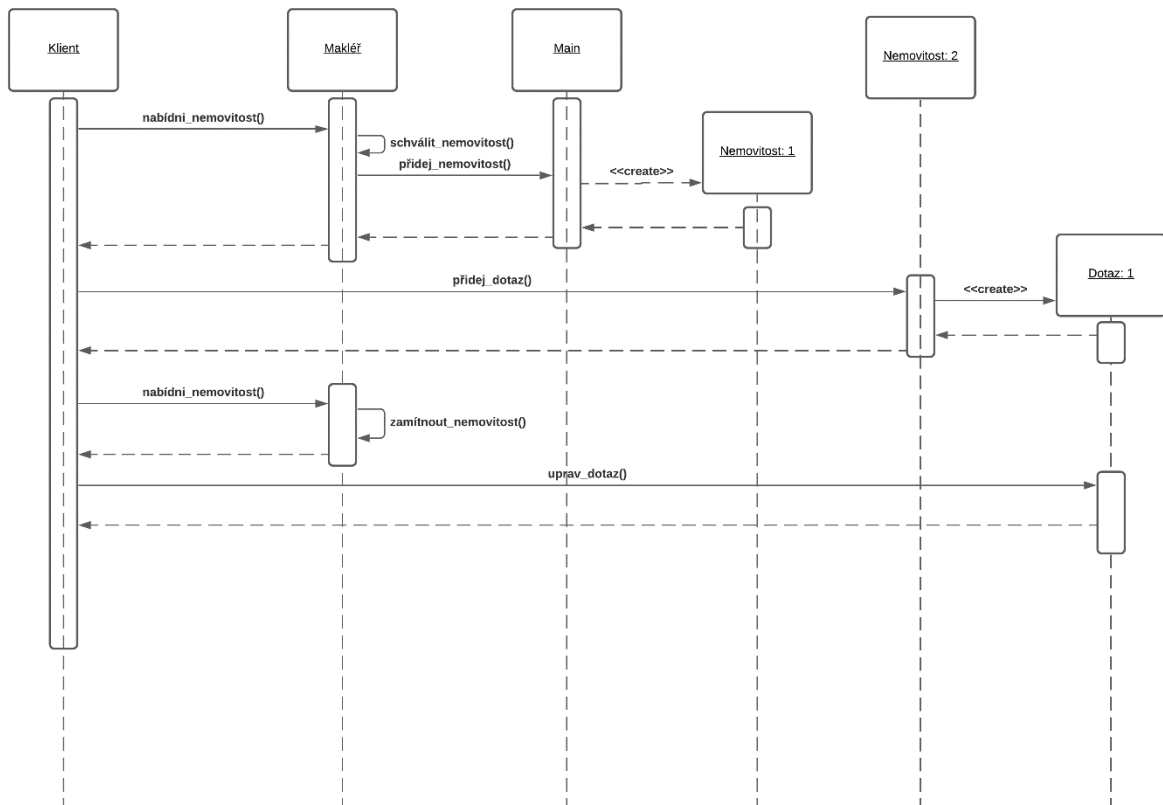 Klient
Makléř
Main
Nemovitost: 2
nabídni_nemovitost()
schválit_nemovitost()
Nemovitost: 1
přidej_nemovitost()
<<create>>
Dotaz: 1
přidej_dotaz()
<<create>>
nabídni_nemovitost()
zamítnout_nemovitost()
uprav_dotaz()